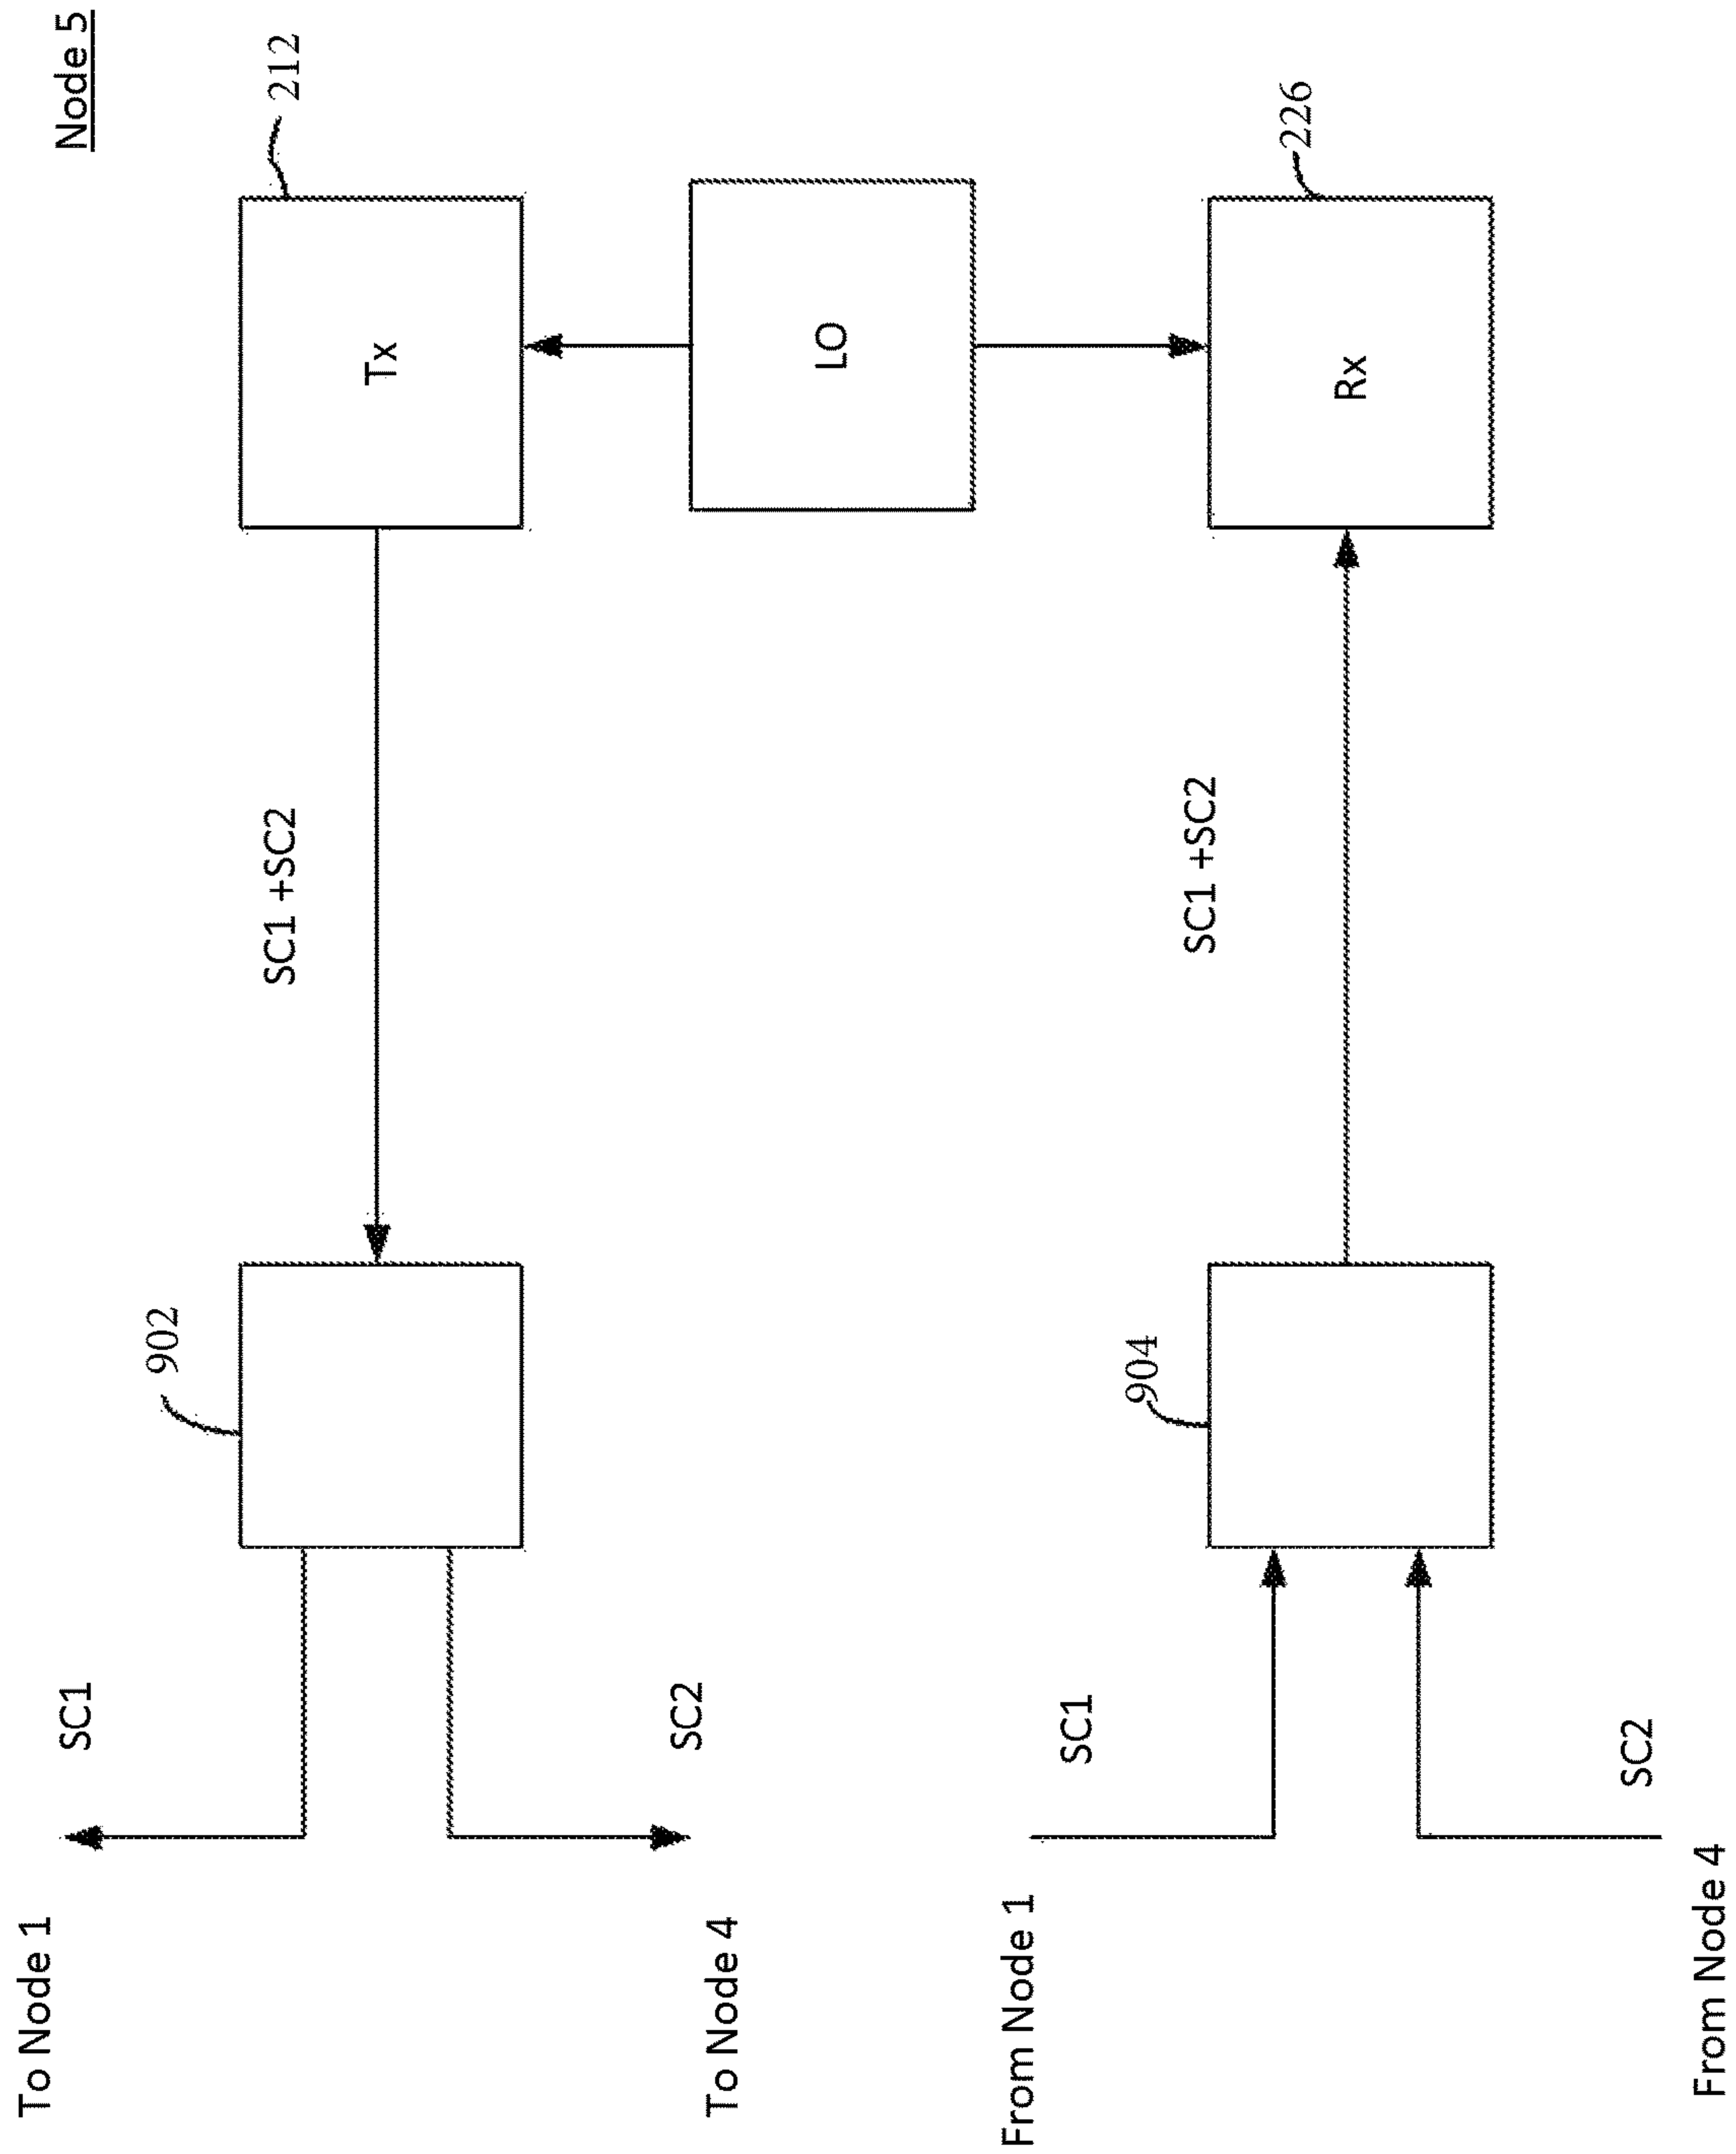 Node 5
To Node 1
SC1
902
SC1 +SC2
212
Tx
To Node 4
SC2
LO
From Node 1
SC1
904
SC1 +SC2
226
Rx
From Node 4
SC2